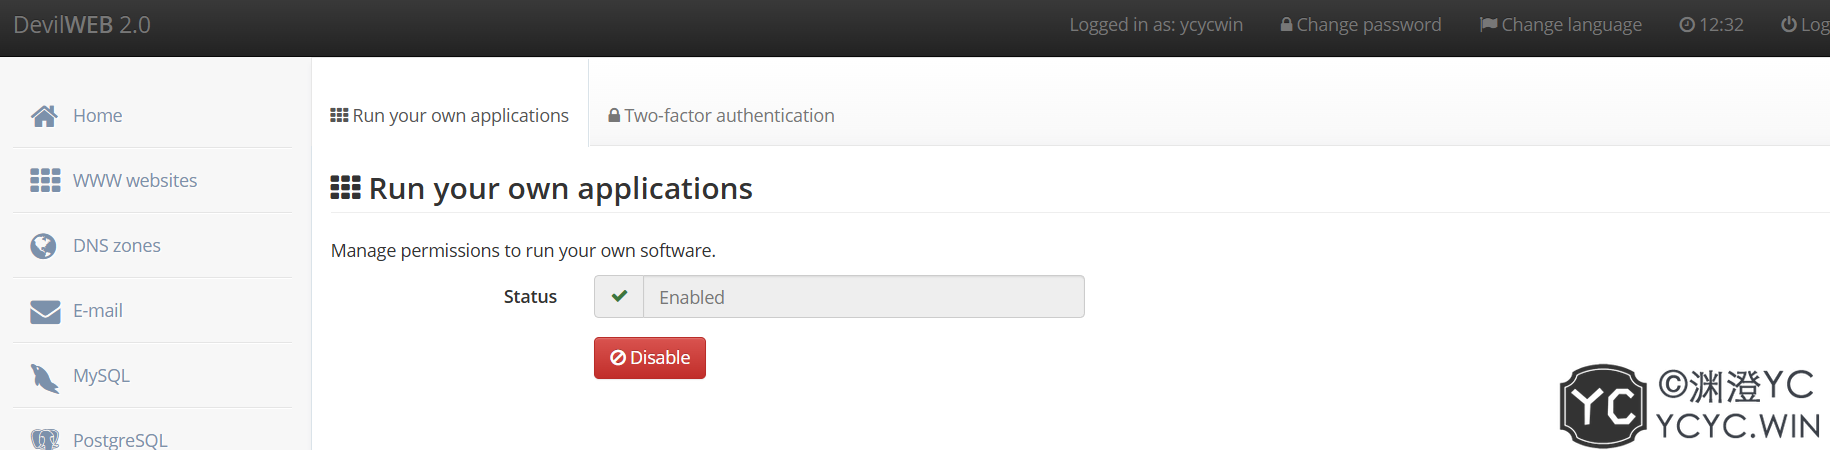 DevilWEB 2.0
Logged in as: ycycwin
Change password
Change language
12:32
Log
Home
WWW websites
DNS zones
E-mail
MySQL
PostgreSQL
Run your own applications
Two-factor authentication
Run your own applications
Manage permissions to run your own software.
Status
Enabled
Disable
YC
©渊澄YC
YCYC.WIN